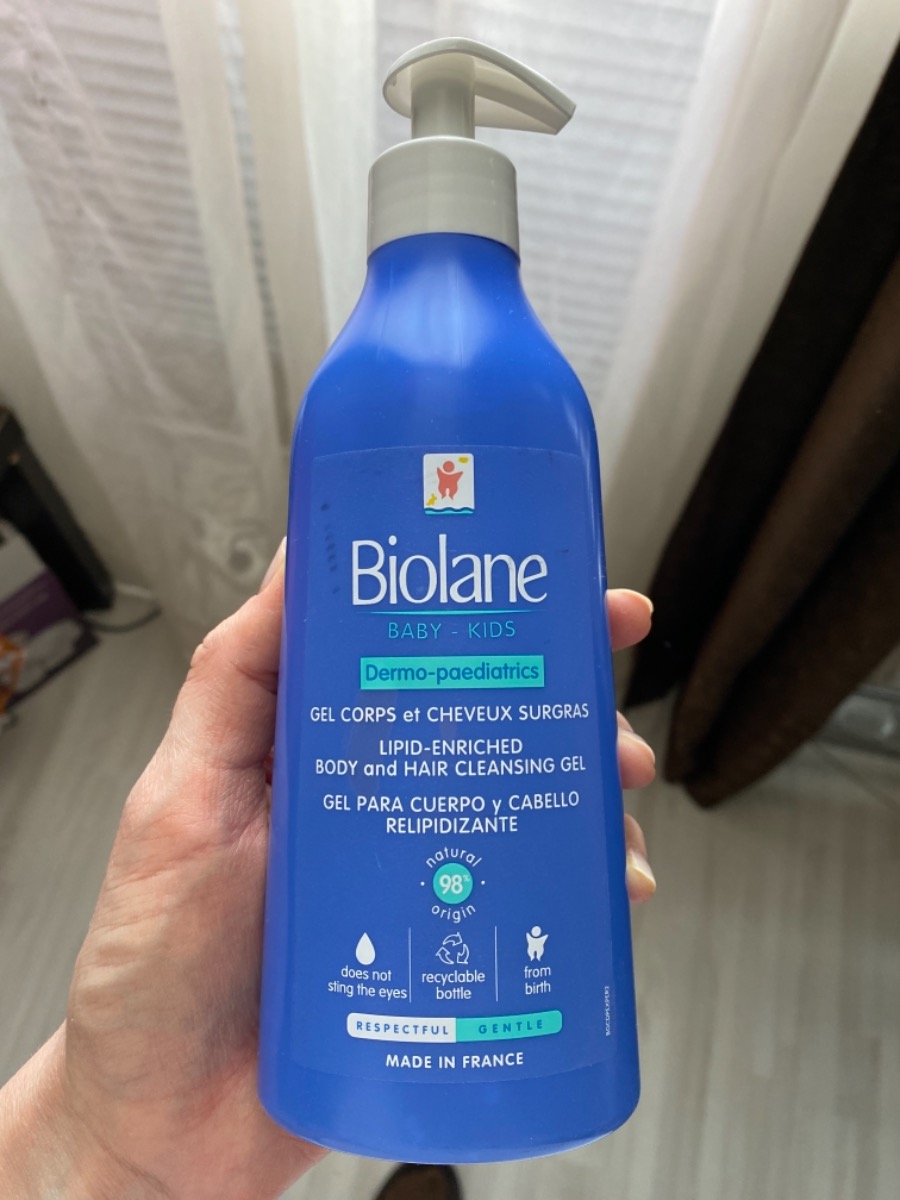 Biolane
BABY - KIDS
Dermo-paediatrics
GEL CORPS et CHEVEUX SURGRAS
LIPID-ENRICHED
BODY and HAIR CLEANSING GEL
GEL PARA CUERPO y CABELLO
RELIPIDIZANTE
natural
98%
origin
does not
sting the eyes
recyclable
bottle
from
birth
RESPECTFUL GENTLE
MADE IN FRANCE